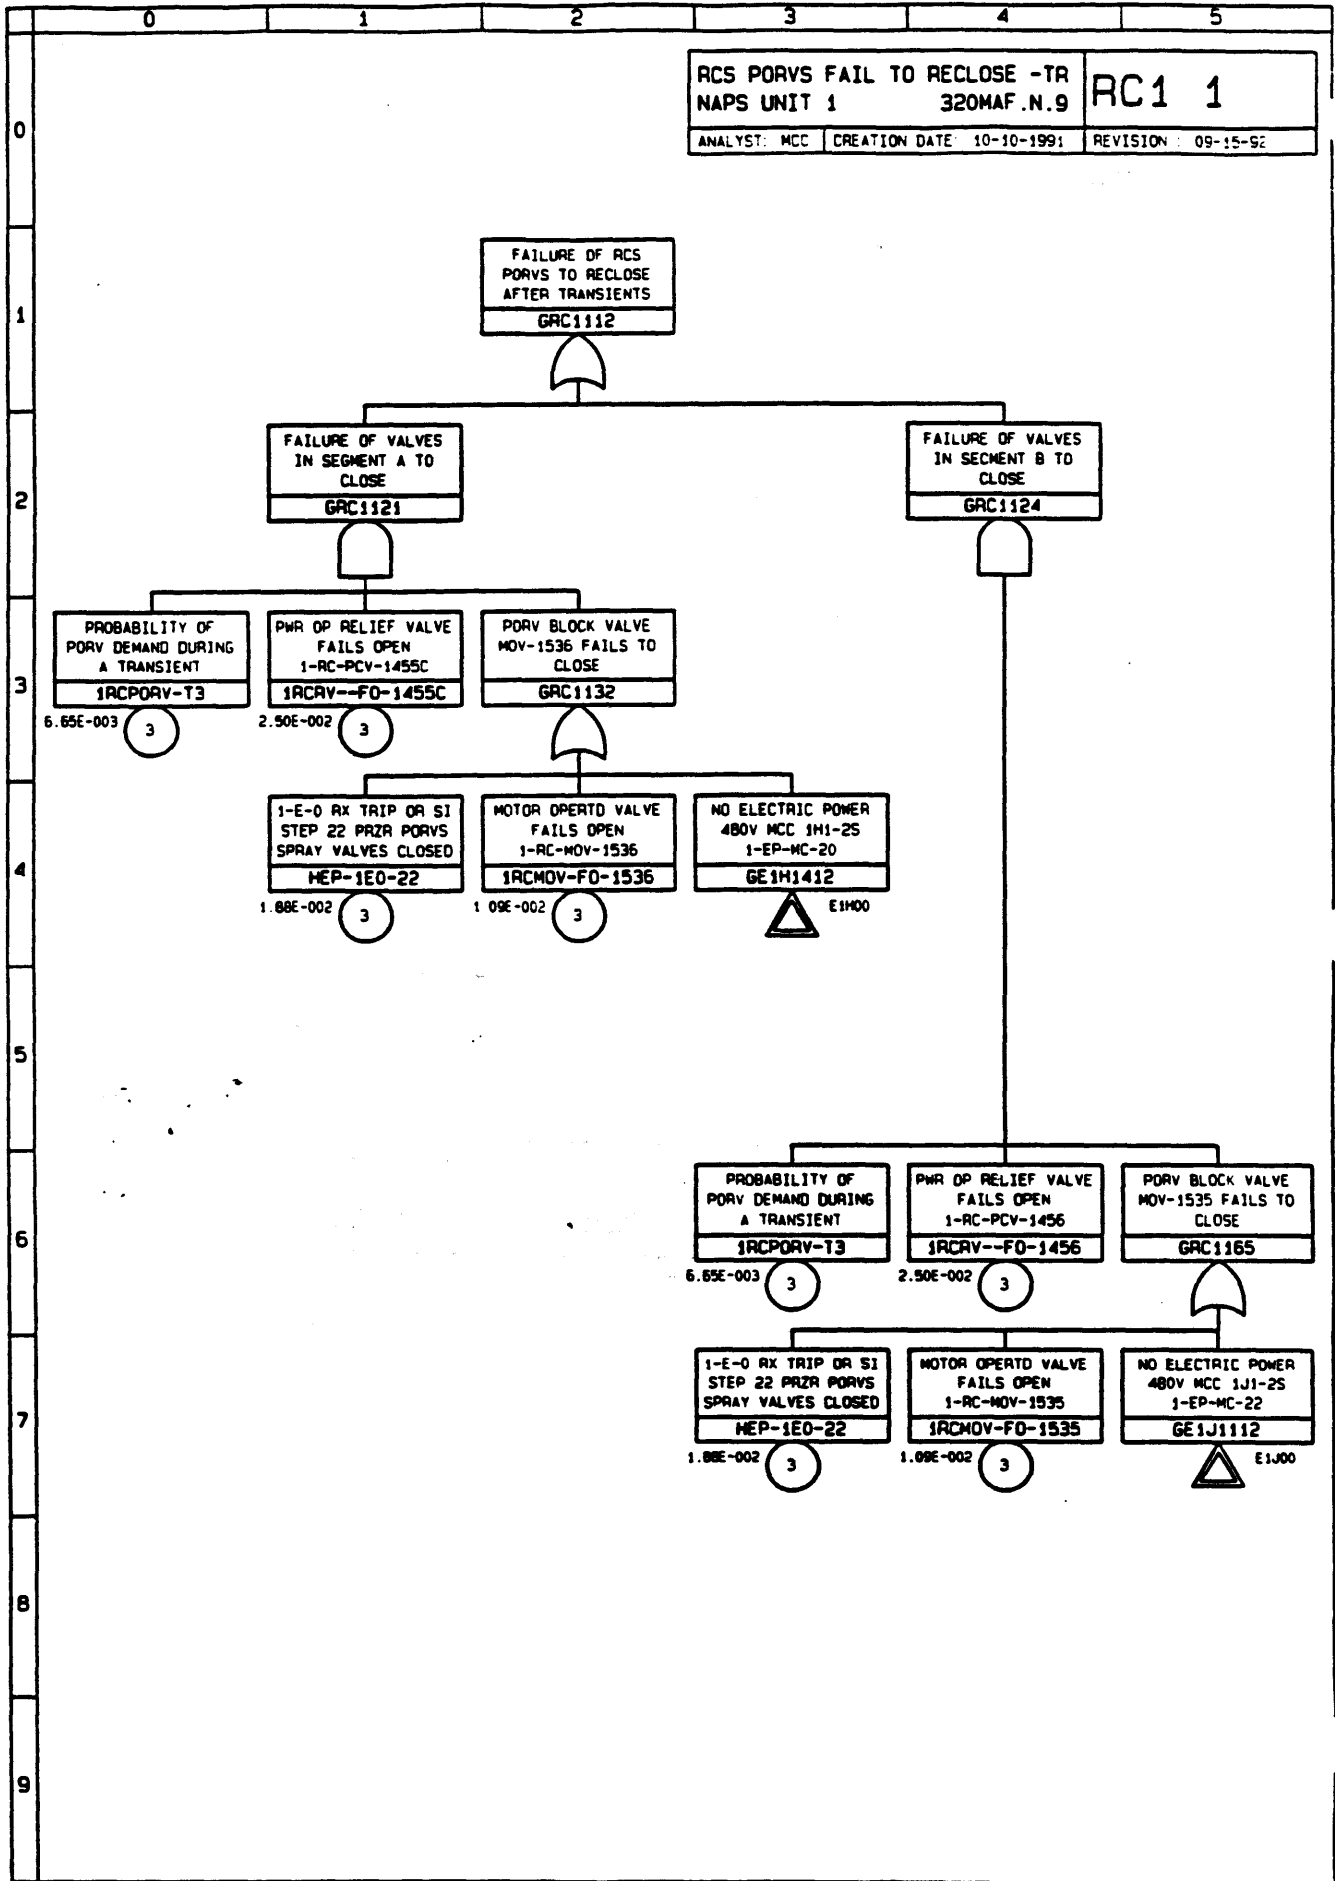 0 1 2 3 4 5
RCS PORVS FAIL TO RECLOSE -TR
NAPS UNIT 1 320MAF.N.9
RC1 1
ANALYST: MCC CREATION DATE: 10-10-1991 REVISION : 09-15-92
0
FAILURE OF RCS
PORVS TO RECLOSE
AFTER TRANSIENTS
GRC1112
1
FAILURE OF VALVES
IN SEGMENT A TO
CLOSE
GRC1121
FAILURE OF VALVES
IN SECMENT B TO
CLOSE
GRC1124
2
PROBABILITY OF
PORV DEMAND DURING
A TRANSIENT
1RCPORV-T3
6.65E-003
3
PWR OP RELIEF VALVE
FAILS OPEN
1-RC-PCV-1455C
1RCRV--FO-1455C
2.50E-002
3
PORV BLOCK VALVE
MOV-1536 FAILS TO
CLOSE
GRC1132
3
1-E-0 RX TRIP OR SI
STEP 22 PRZR PORVS
SPRAY VALVES CLOSED
HEP-1E0-22
1.88E-002
3
MOTOR OPERTD VALVE
FAILS OPEN
1-RC-MOV-1536
1RCMOV-FO-1536
1 09E-002
3
NO ELECTRIC POWER
480V MCC 1H1-2S
1-EP-MC-20
GE1H1412
E1H00
4
5
PROBABILITY OF
PORV DEMAND DURING
A TRANSIENT
1RCPORV-T3
6.65E-003
3
PWR OP RELIEF VALVE
FAILS OPEN
1-RC-PCV-1456
1RCRV--FO-1456
2.50E-002
3
PORV BLOCK VALVE
MOV-1535 FAILS TO
CLOSE
GRC1165
6
1-E-0 RX TRIP OR SI
STEP 22 PRZR PORVS
SPRAY VALVES CLOSED
HEP-1E0-22
1.88E-002
3
MOTOR OPERTD VALVE
FAILS OPEN
1-RC-MOV-1535
1RCMOV-FO-1535
1.09E-002
3
NO ELECTRIC POWER
480V MCC 1J1-2S
1-EP-MC-22
GE1J1112
E1J00
7
8
9